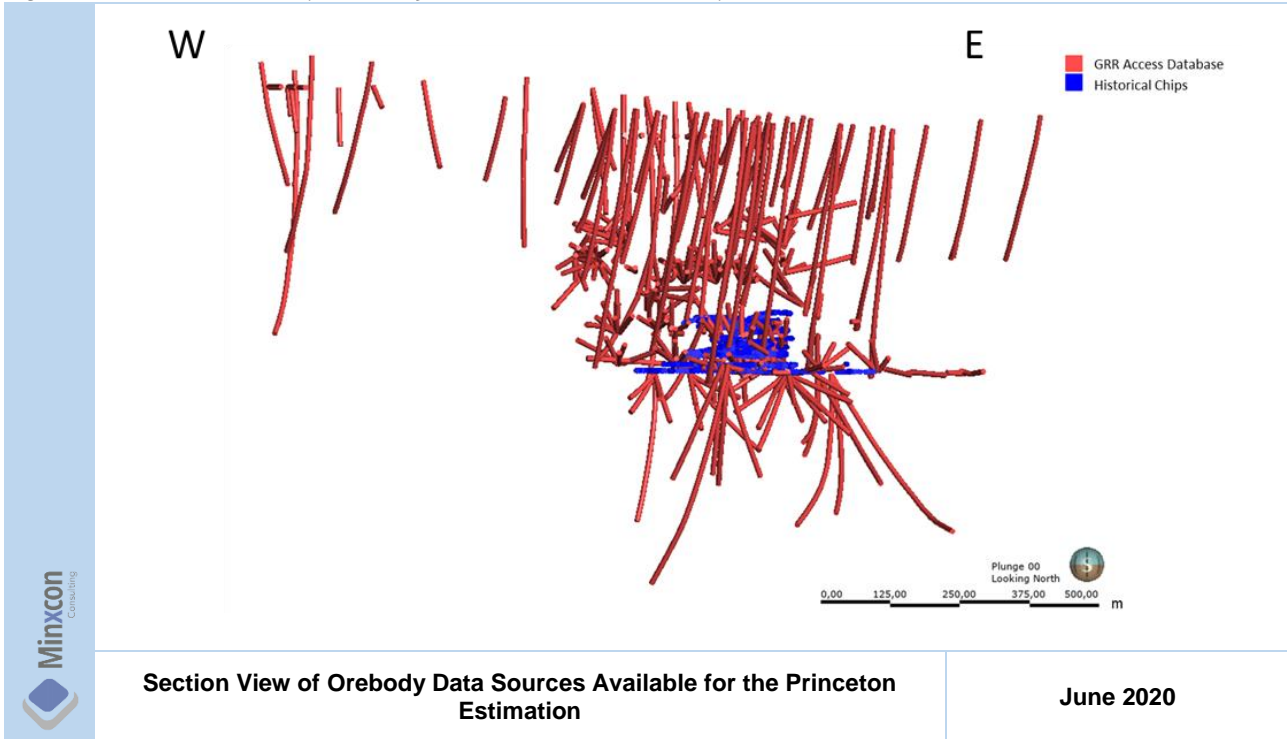 W
E
GRR Access Database
Historical Chips
Plunge 00
Looking North
S
0,00 125,00 250,00 375,00 500,00
m
Minxcon
Consulting
Section View of Orebody Data Sources Available for the Princeton
Estimation
June 2020